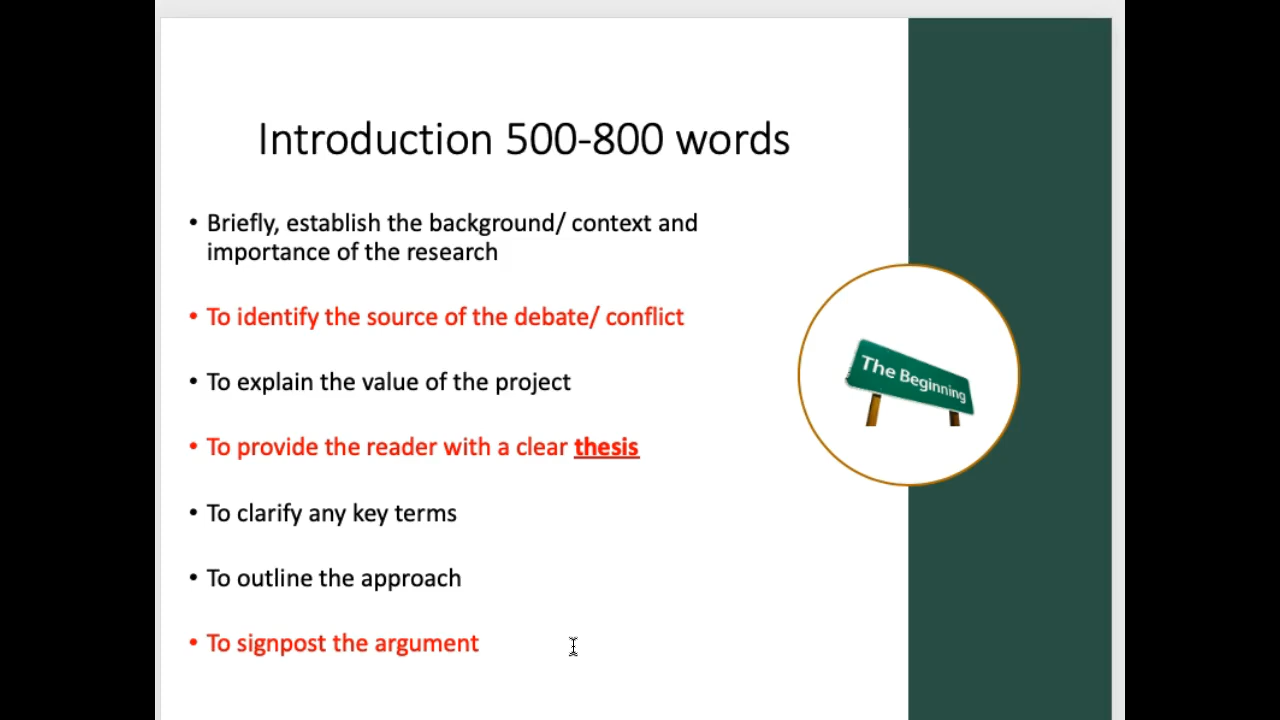 Introduction 500-800 words
• Briefly, establish the background/ context and
importance of the research
• To identify the source of the debate/ conflict
• To explain the value of the project
• To provide the reader with a clear thesis
• To clarify any key terms
• To outline the approach
• To signpost the argument
The Beginning